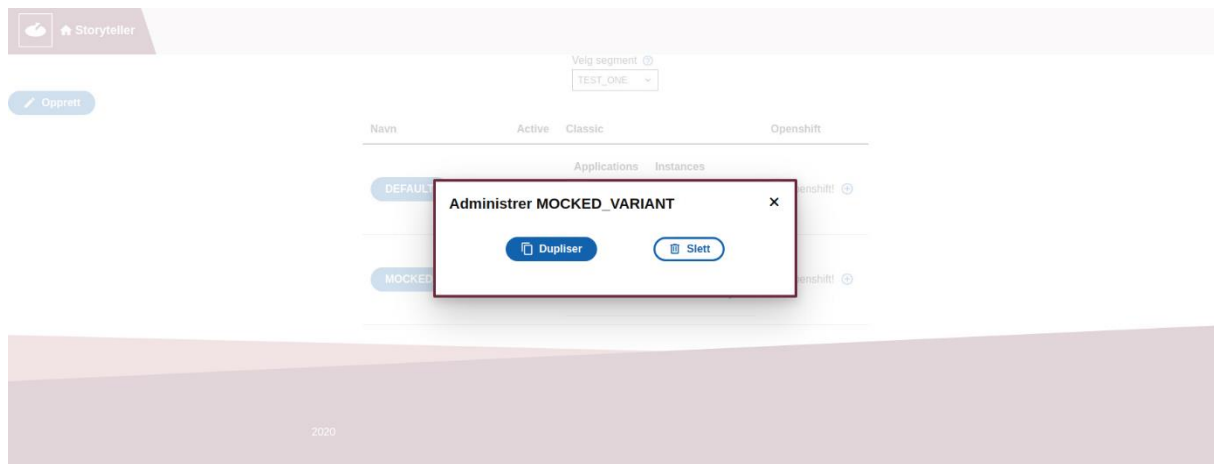 Storyteller
Velg segment
TEST_ONE
Opprett
Navn Active Classic Openshift
Applications Instances
DEFAULT
enshift!
Administrer MOCKED_VARIANT
Dupliser Slett
MOCKED
enshift!
2020